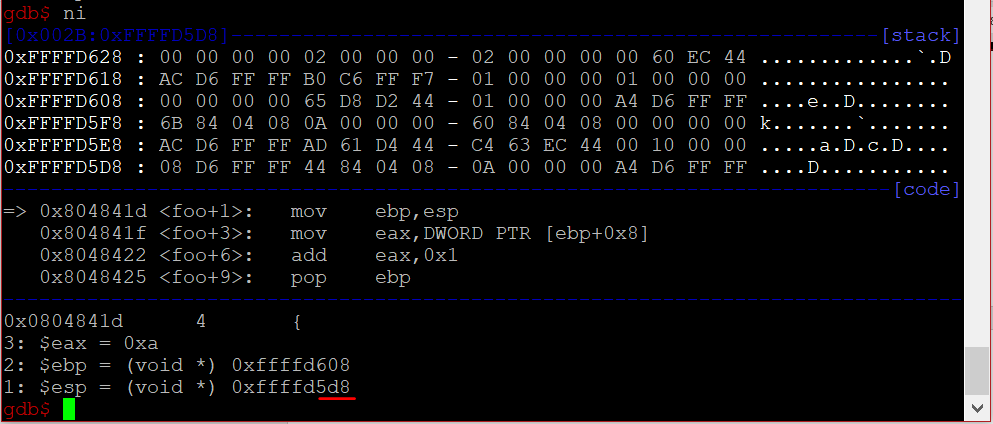 gdb$ ni
[0x002B:0xFFFFD5D8] [stack]
0xFFFFD628 : 00 00 00 00 02 00 00 00 - 02 00 00 00 60 EC 44 .............`.D
0xFFFFD618 : AC D6 FF FF B0 C6 FF F7 - 01 00 00 00 01 00 00 00 ................
0xFFFFD608 : 00 00 00 00 65 D8 D2 44 - 01 00 00 00 A4 D6 FF FF ....e..D........
0xFFFFD5F8 : 6B 84 04 08 0A 00 00 00 - 60 84 04 08 00 00 00 00 k.......`.......
0xFFFFD5E8 : AC D6 FF FF AD 61 D4 44 - C4 63 EC 44 00 10 00 00 .....a.D.c.D....
0xFFFFD5D8 : 08 D6 FF FF 44 84 04 08 - 0A 00 00 00 A4 D6 FF FF ....D...........
[code]
=> 0x804841d <foo+1>: mov ebp,esp
0x804841f <foo+3>: mov eax,DWORD PTR [ebp+0x8]
0x8048422 <foo+6>: add eax,0x1
0x8048425 <foo+9>: pop ebp
0x0804841d 4 {
3: $eax = 0xa
2: $ebp = (void *) 0xffffd608
1: $esp = (void *) 0xffffd5d8
gdb$